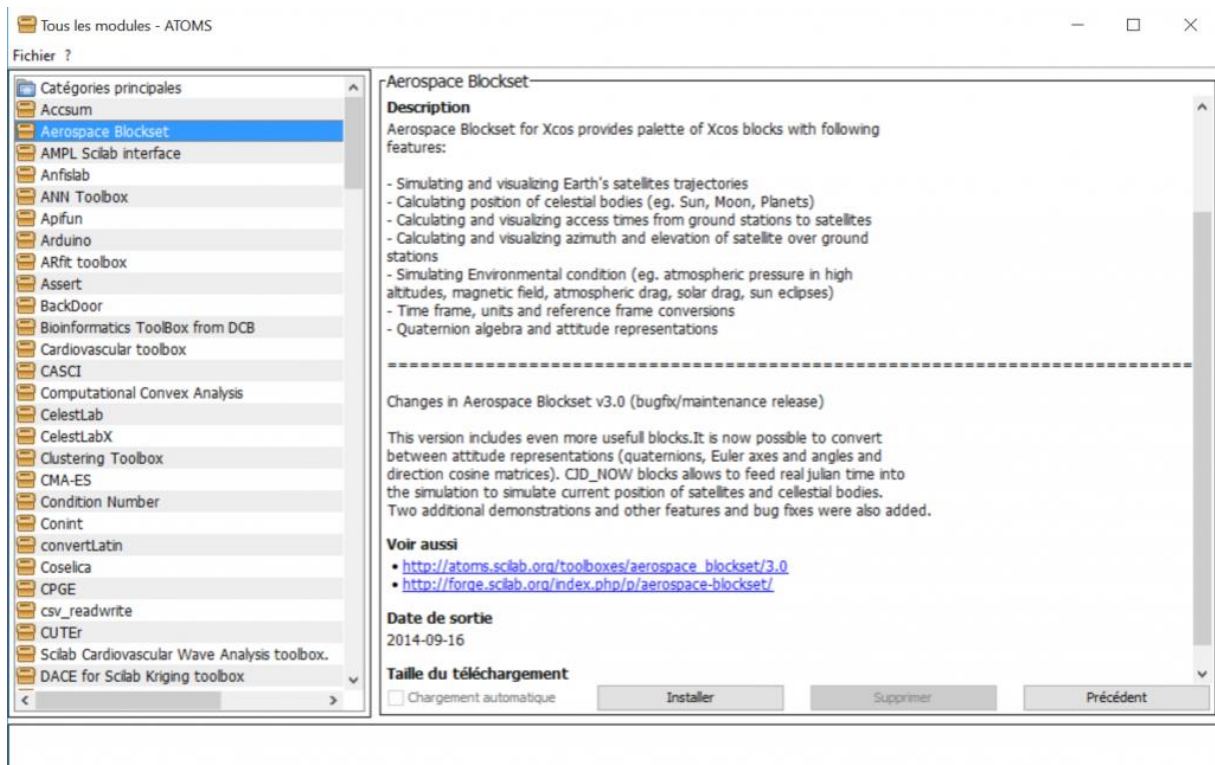 Tous les modules - ATOMS
Fichier ?
Catégories principales
Accsum
Aerospace Blockset
AMPL Scilab interface
Anfislab
ANN Toolbox
Apifun
Arduino
ARfit toolbox
Assert
BackDoor
Bioinformatics ToolBox from DCB
Cardiovascular toolbox
CASCI
Computational Convex Analysis
CelestLab
CelestLabX
Clustering Toolbox
CMA-ES
Condition Number
Conint
convertLatin
Coselica
CPGE
csv_readwrite
CUTEr
Scilab Cardiovascular Wave Analysis toolbox.
DACE for Scilab Kriging toolbox
Aerospace Blockset
Description
Aerospace Blockset for Xcos provides palette of Xcos blocks with following
features:
- Simulating and visualizing Earth's satellites trajectories
- Calculating position of celestial bodies (eg. Sun, Moon, Planets)
- Calculating and visualizing access times from ground stations to satellites
- Calculating and visualizing azimuth and elevation of satellite over ground
stations
- Simulating Environmental condition (eg. atmospheric pressure in high
altitudes, magnetic field, atmospheric drag, solar drag, sun eclipses)
- Time frame, units and reference frame conversions
- Quaternion algebra and attitude representations
======================================================================
Changes in Aerospace Blockset v3.0 (bugfix/maintenance release)
This version includes even more usefull blocks.It is now possible to convert
between attitude representations (quaternions, Euler axes and angles and
direction cosine matrices). CJD_NOW blocks allows to feed real julian time into
the simulation to simulate current position of satellites and cellestial bodies.
Two additional demonstrations and other features and bug fixes were also added.
Voir aussi
• http://atoms.scilab.org/toolboxes/aerospace_blockset/3.0
• http://forge.scilab.org/index.php/p/aerospace-blockset/
Date de sortie
2014-09-16
Taille du téléchargement
Chargement automatique
Installer
Supprimer
Précédent